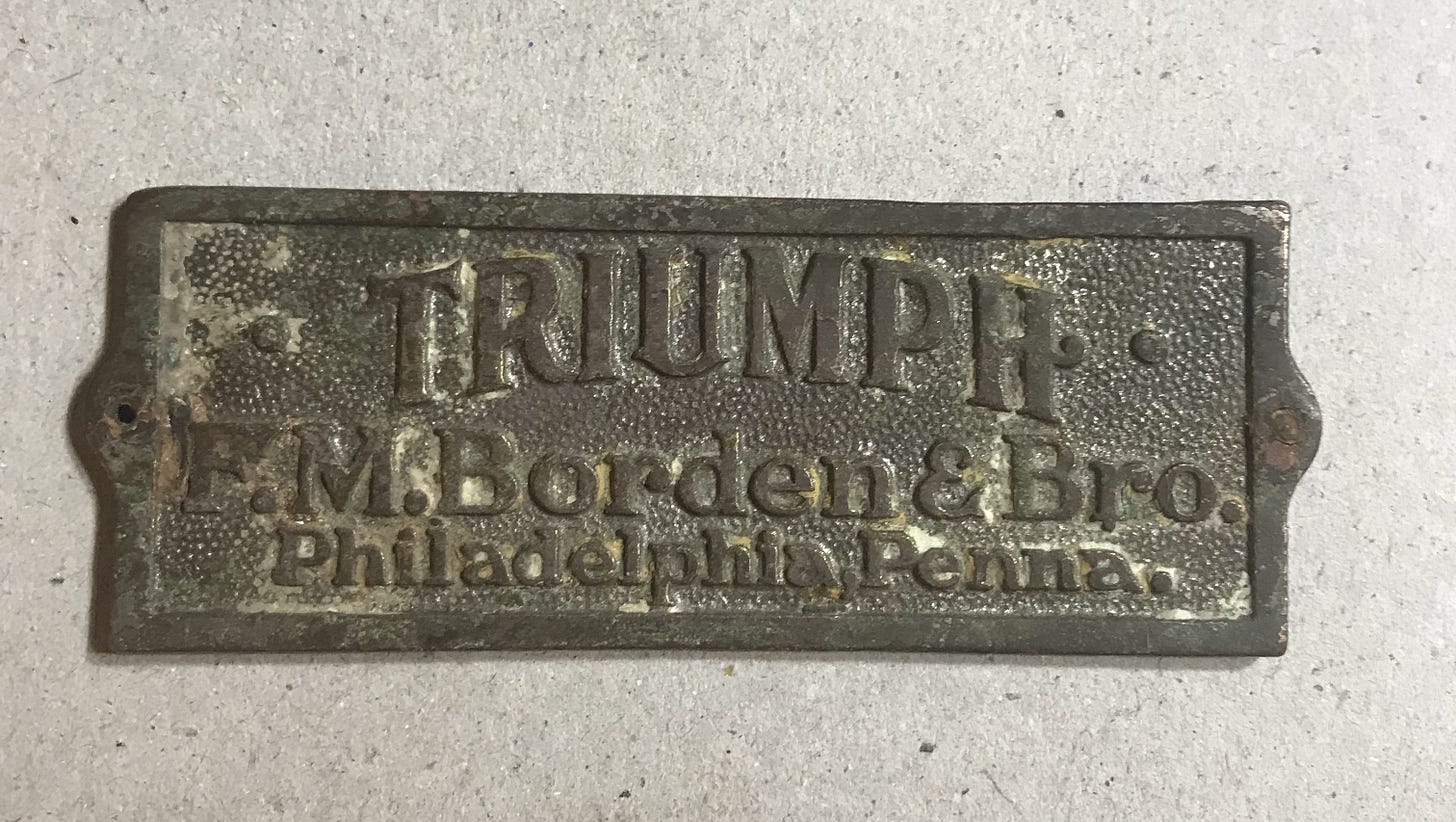 TRIUMPH
F.M. Borden & Bro.
Philadelphia, Penna.